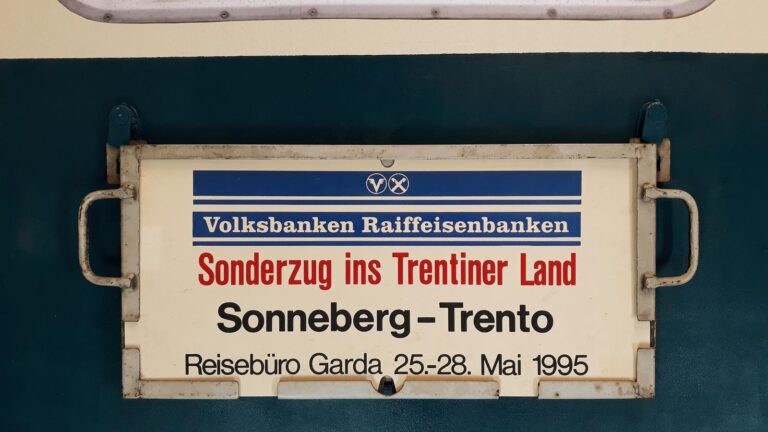 Volksbanken Raiffeisenbanken
Sonderzug ins Trentiner Land
Sonneberg–Trento
Reisebüro Garda 25.-28. Mai 1995